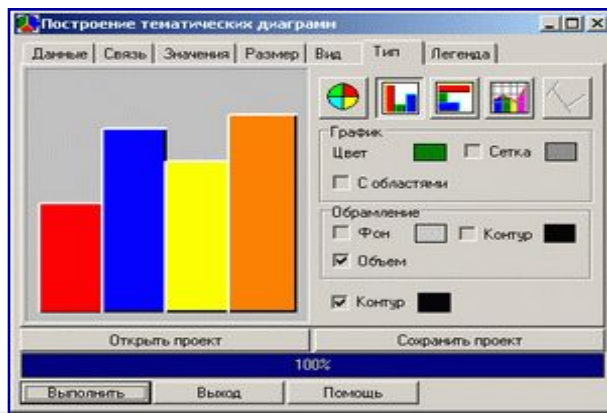 Построение тематических диаграмм
Данные Связь Значения Размер Вид Тип Легенда
График
Цвет Сетка
С областями
Обрамление
Фон Контур
Объем
Контур
Открыть проект Сохранить проект
100%
Выполнить Выход Помощь